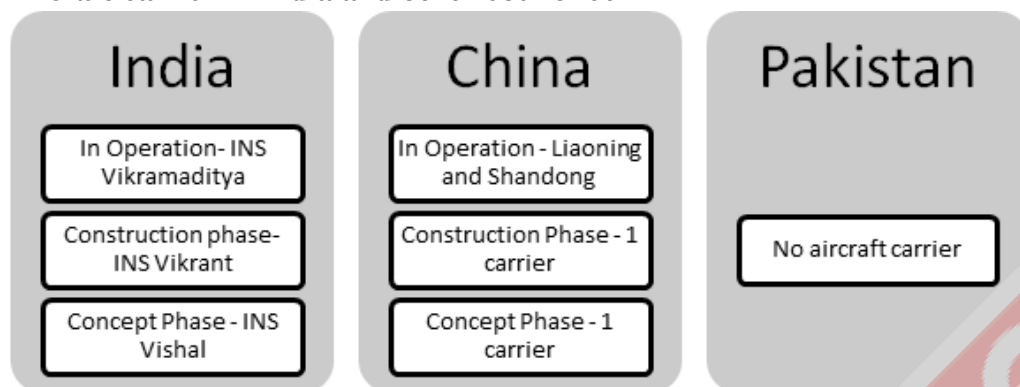 India
In Operation- INS
Vikramaditya
Construction phase-
INS Vikrant
Concept Phase - INS
Vishal
China
In Operation - Liaoning
and Shandong
Construction Phase - 1
carrier
Concept Phase - 1
carrier
Pakistan
No aircraft carrier